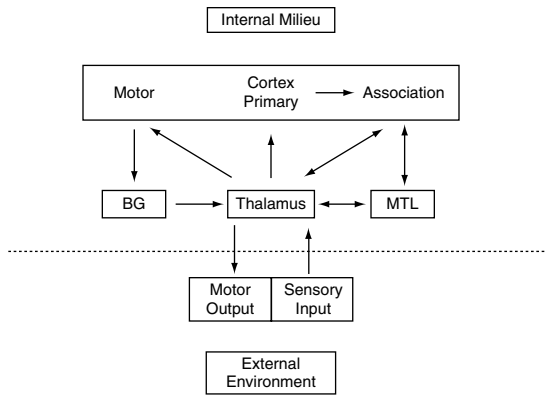 Internal Milieu
Cortex
Motor
Primary
Association
BG
Thalamus
MTL
Motor
Output
Sensory
Input
External
Environment